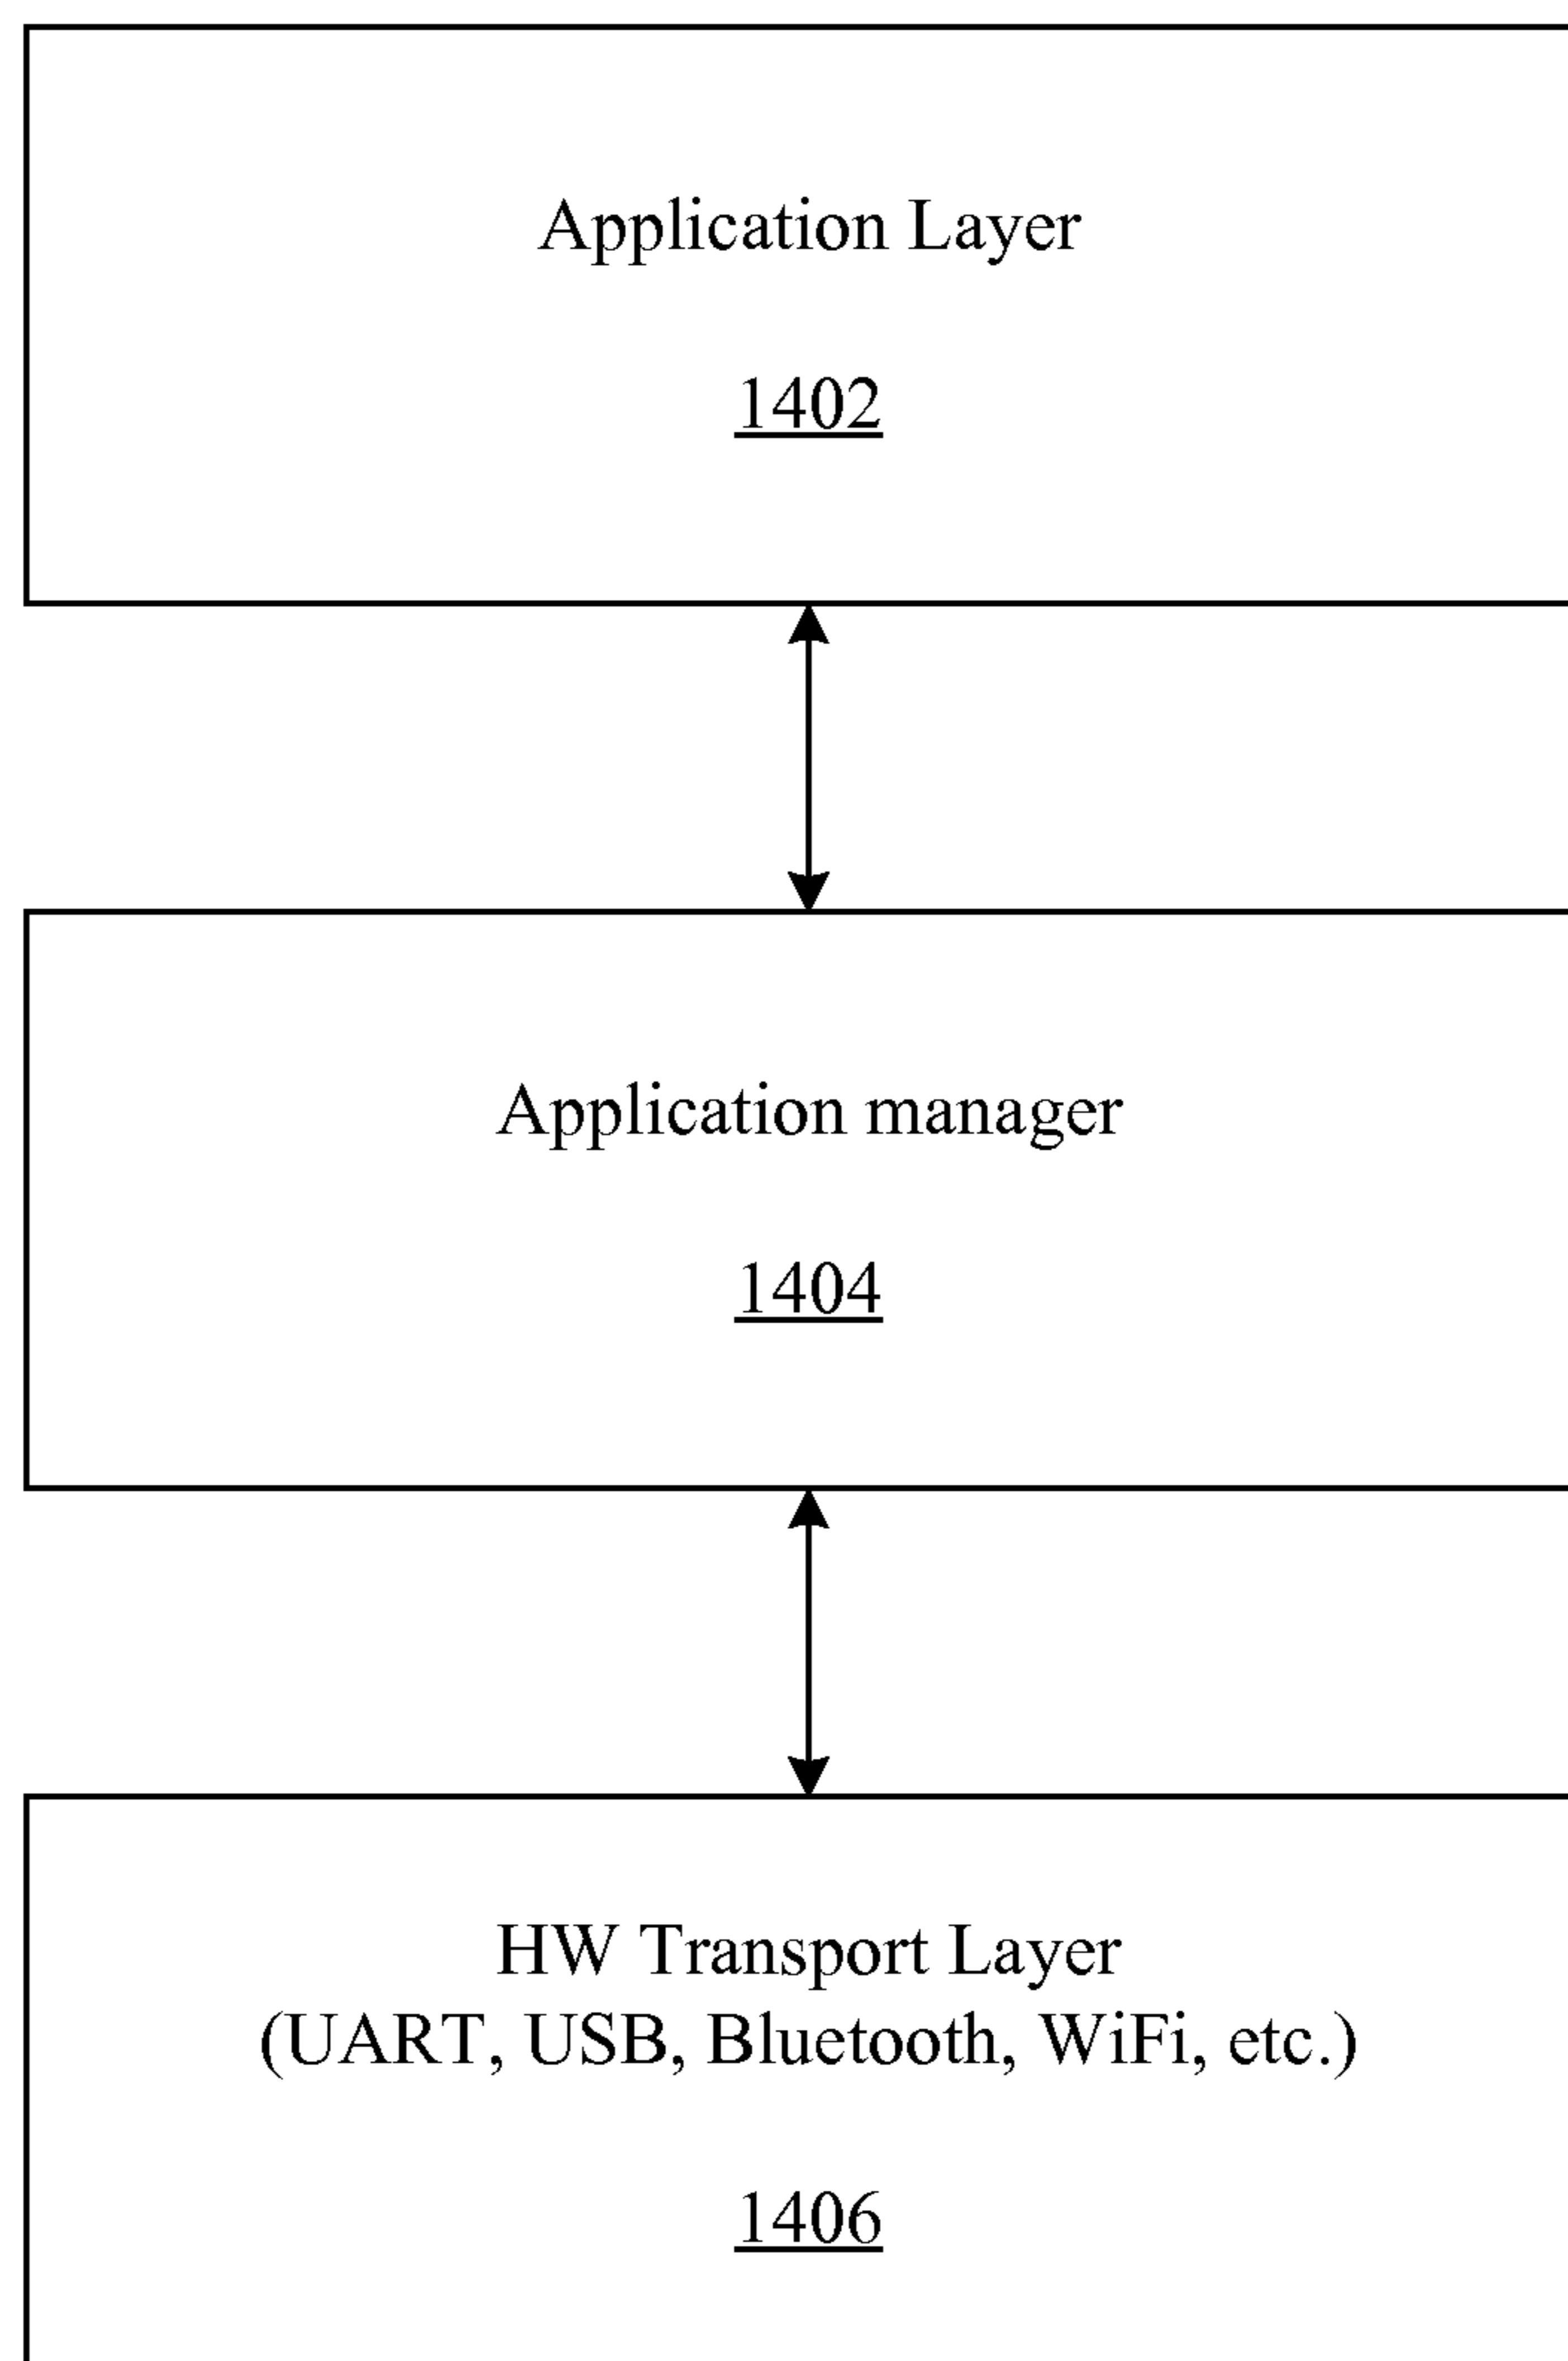 Application Layer
1402
Application manager
1404
HW Transport Layer
(UART, USB, Bluetooth, WiFi, etc.)
1406